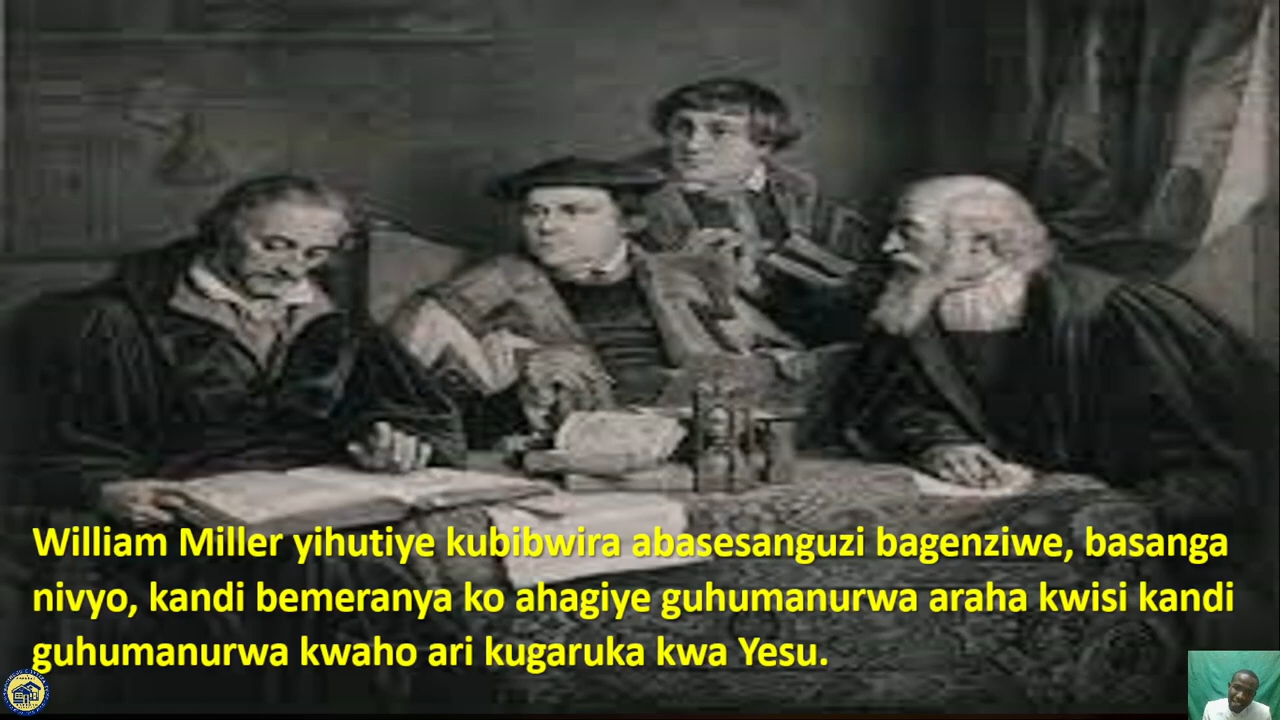 William Miller yihutiye kubibwira abasesanguzi bagenziwe, basanga
nivyo, kandi bemeranya ko ahagiye guhumanurwa araha kwisi kandi
guhumanurwa kwaho ari kugaruka kwa Yesu.